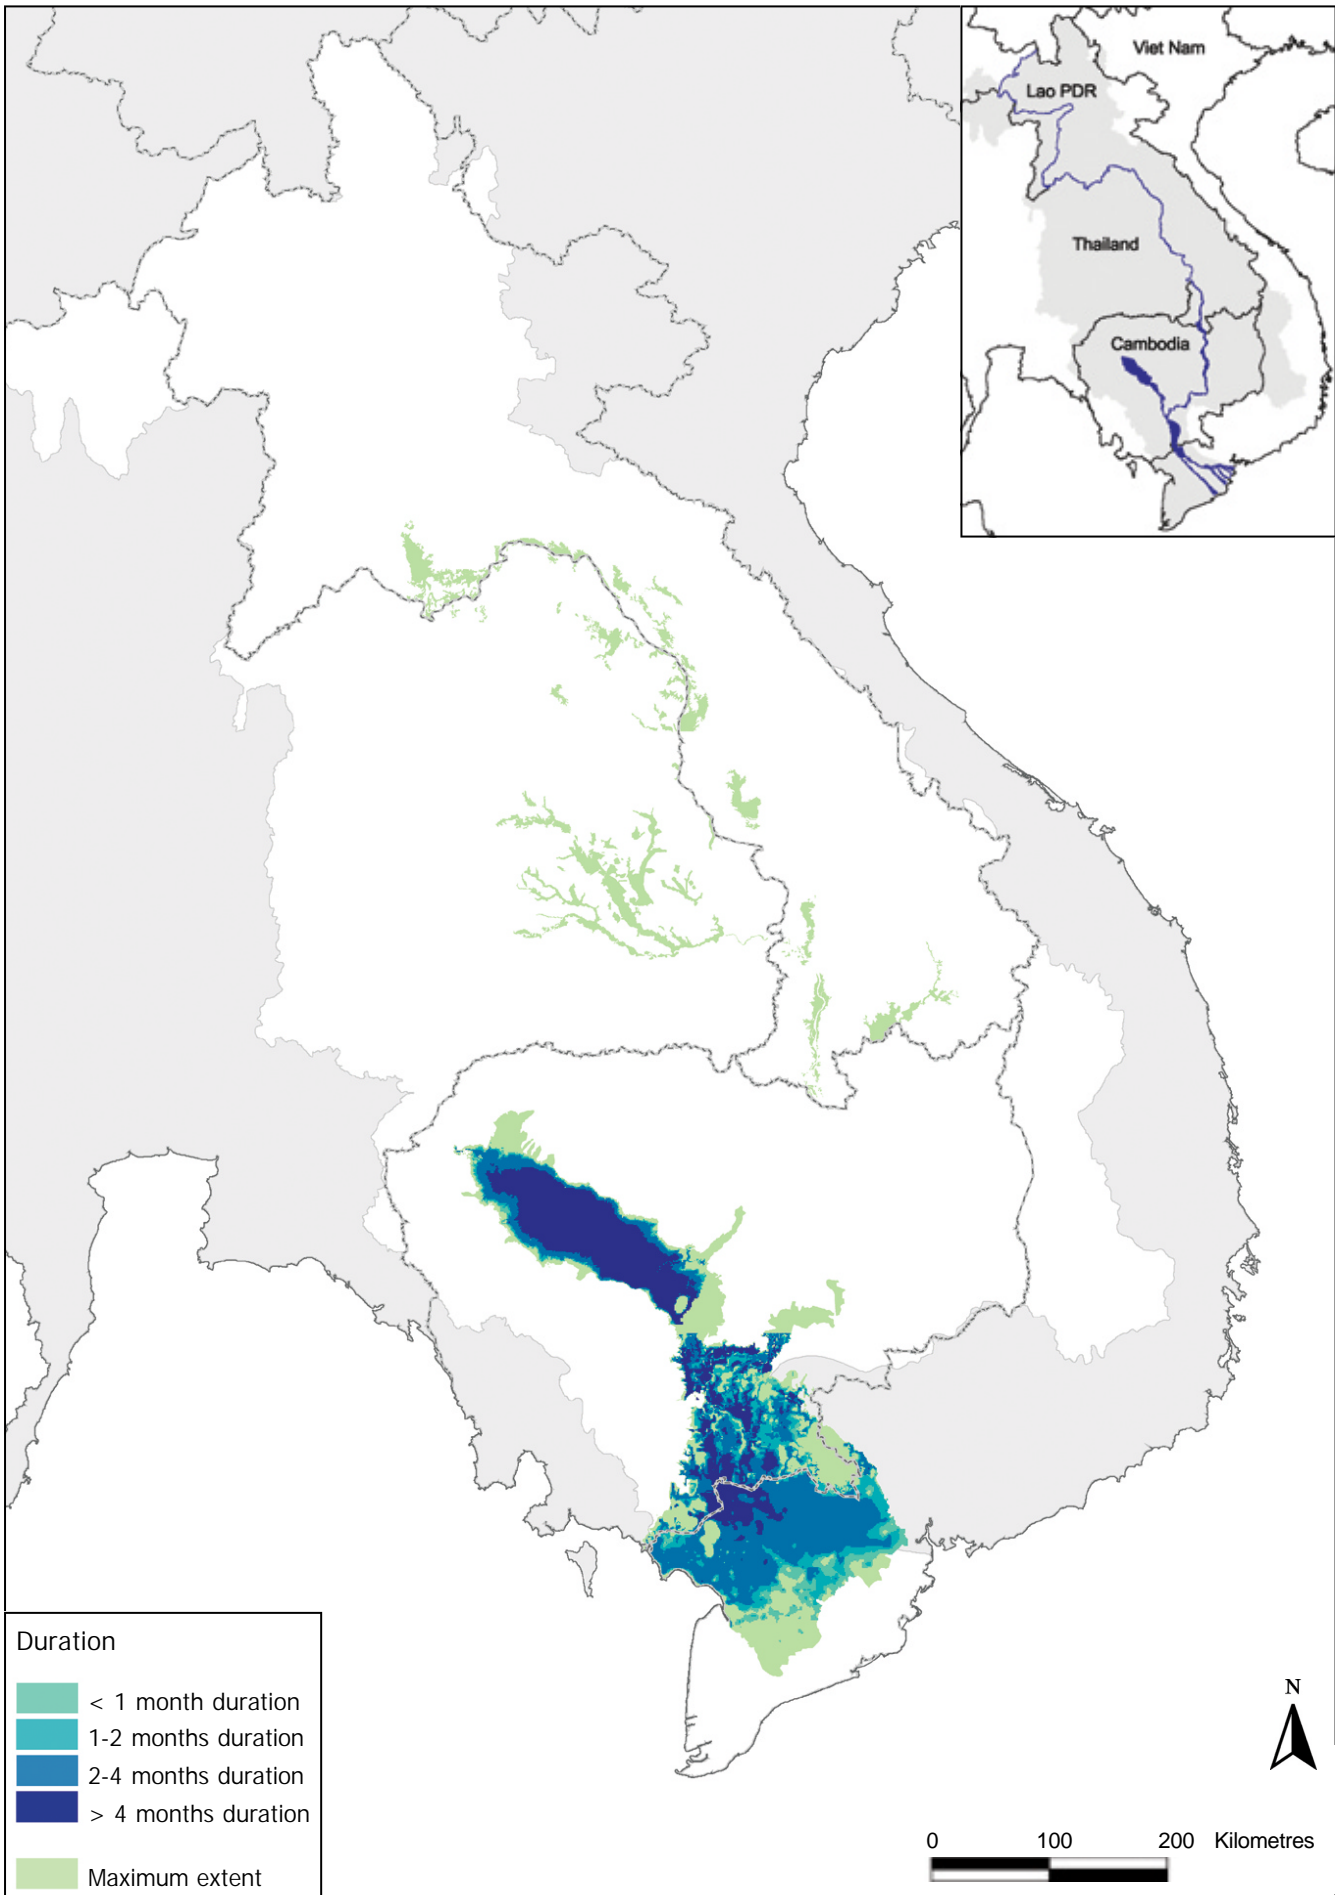 Viet Nam
Lao PDR
Thailand
Cambodia
Duration
< 1 month duration
1-2 months duration
2-4 months duration
> 4 months duration
Maximum extent
N
0 100 200 Kilometres